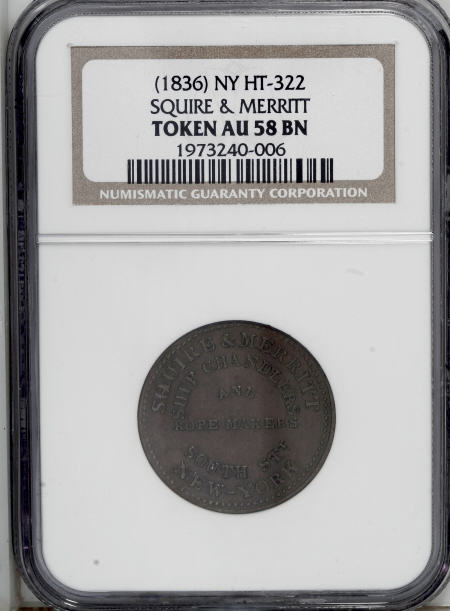 (1836) NY HT-322
SQUIRE & MERRITT
TOKEN AU 58 BN
1973240-006
NUMISMATIC GUARANTY CORPORATION
SQUIRE & MERRITT
SHIP CHANDLERS
AND
ROPE MAKERS
SOUTH STT
NEW-YORK